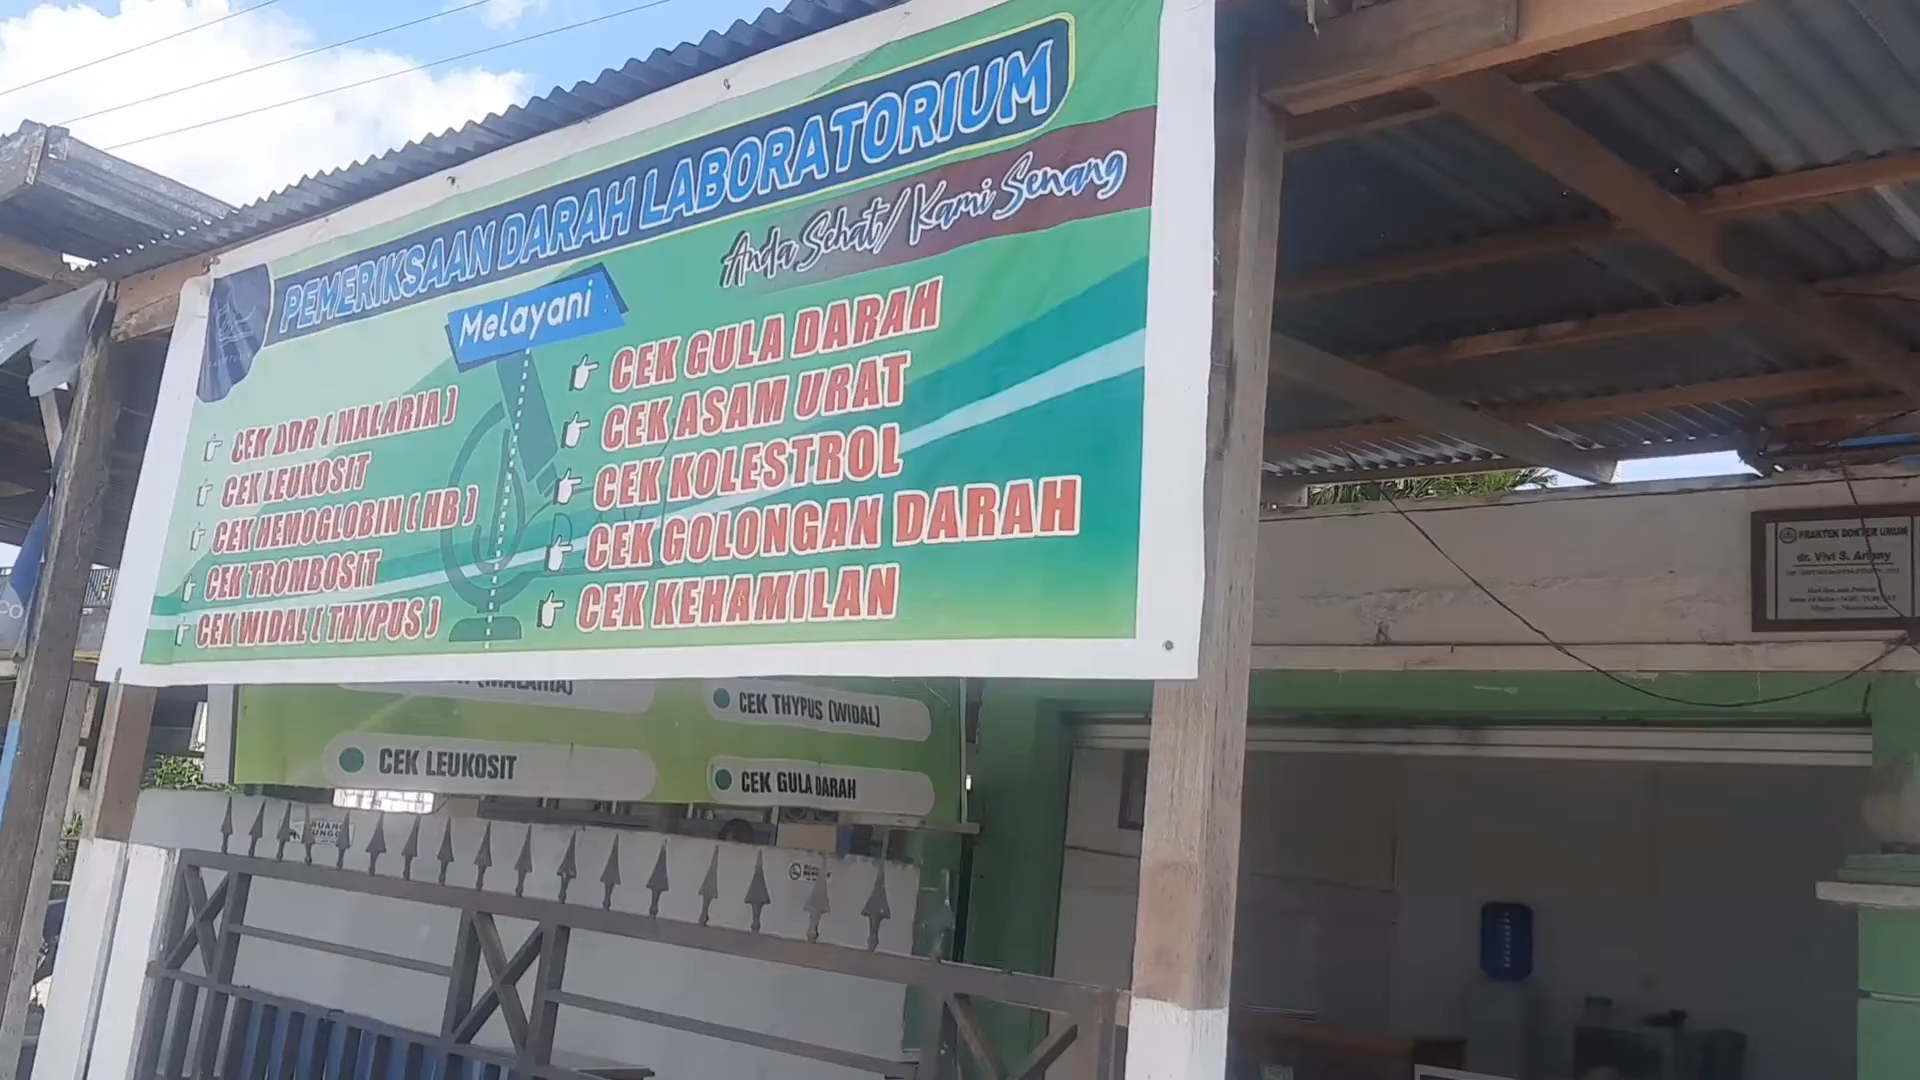 PEMERIKSAAN DARAH LABORATORIUM
Anda Sehat/Kami Senang
Melayani
CEK DDR ( MALARIA )
CEK LEUKOSIT
CEK HEMOGLOBIN ( HB )
CEK TROMBOSIT
CEK WIDAL ( THYPUS )
CEK GULA DARAH
CEK ASAM URAT
CEK KOLESTROL
CEK GOLONGAN DARAH
CEK KEHAMILAN
(MALARIA)
CEK LEUKOSIT
CEK THYPUS (WIDAL)
CEK GULA DARAH
PRAKTEK DOKTER UMUM
dr. Vivi S.